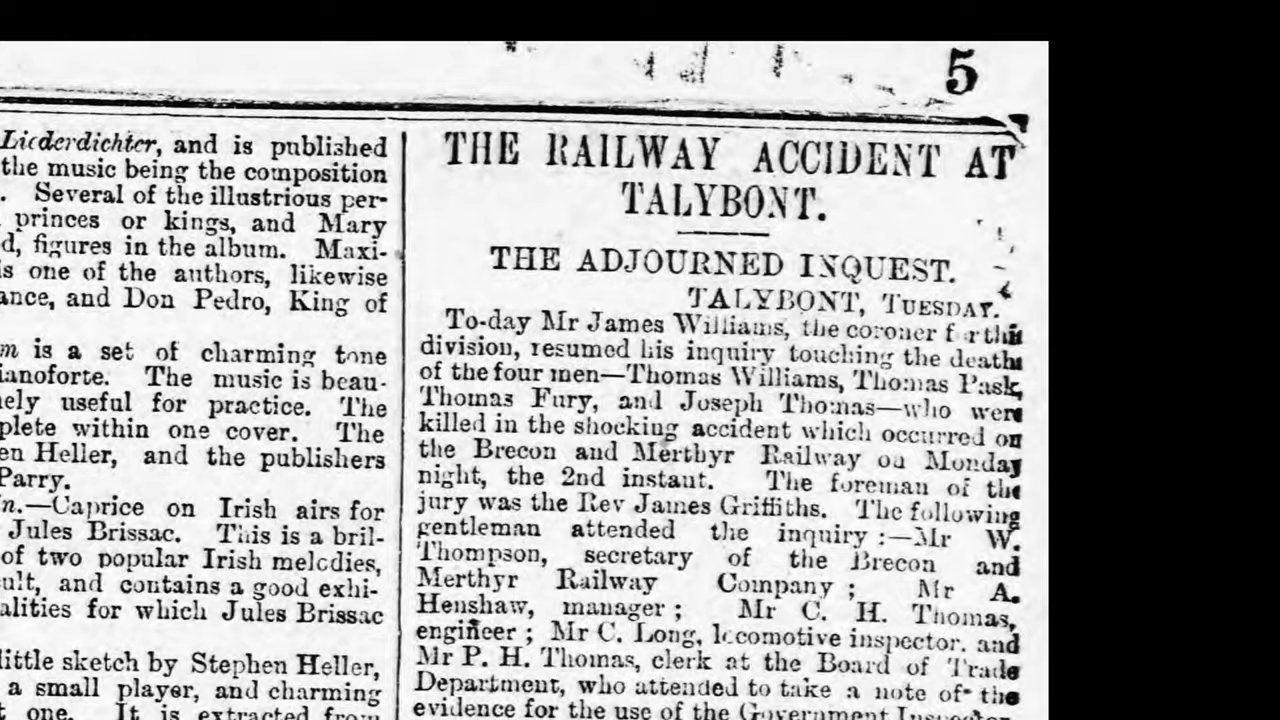 5
Liederdichter, and is published
the music being the composition
. Several of the illustrious per-
princes or kings, and Mary
d, figures in the album. Maxi-
s one of the authors, likewise
ance, and Don Pedro, King of
m is a set of charming tone
ianoforte. The music is beau-
ely useful for practice. The
plete within one cover. The
en Heller, and the publishers
Parry.
n.—Caprice on Irish airs for
Jules Brissac. This is a bril-
of two popular Irish melodies,
ult, and contains a good exhi-
alities for which Jules Brissac
little sketch by Stephen Heller,
a small player, and charming
t one. It is extracted from
THE RAILWAY ACCIDENT AT
TALYBONT.
THE ADJOURNED INQUEST.
TALYBONT, TUESDAY.
To-day Mr James Williams, the coroner for this
division, resumed his inquiry touching the deaths
of the four men—Thomas Williams, Thomas Pask,
Thomas Fury, and Joseph Thomas—who were
killed in the shocking accident which occurred on
the Brecon and Merthyr Railway on Monday
night, the 2nd instant. The foreman of the
jury was the Rev James Griffiths. The following
gentleman attended the inquiry :—Mr W.
Thompson, secretary of the Brecon and
Merthyr Railway Company ; Mr A.
Henshaw, manager ; Mr C. H. Thomas,
engineer ; Mr C. Long, locomotive inspector. and
Mr P. H. Thomas, clerk at the Board of Trade
Department, who attended to take a note of the
evidence for the use of the Government Inspector.